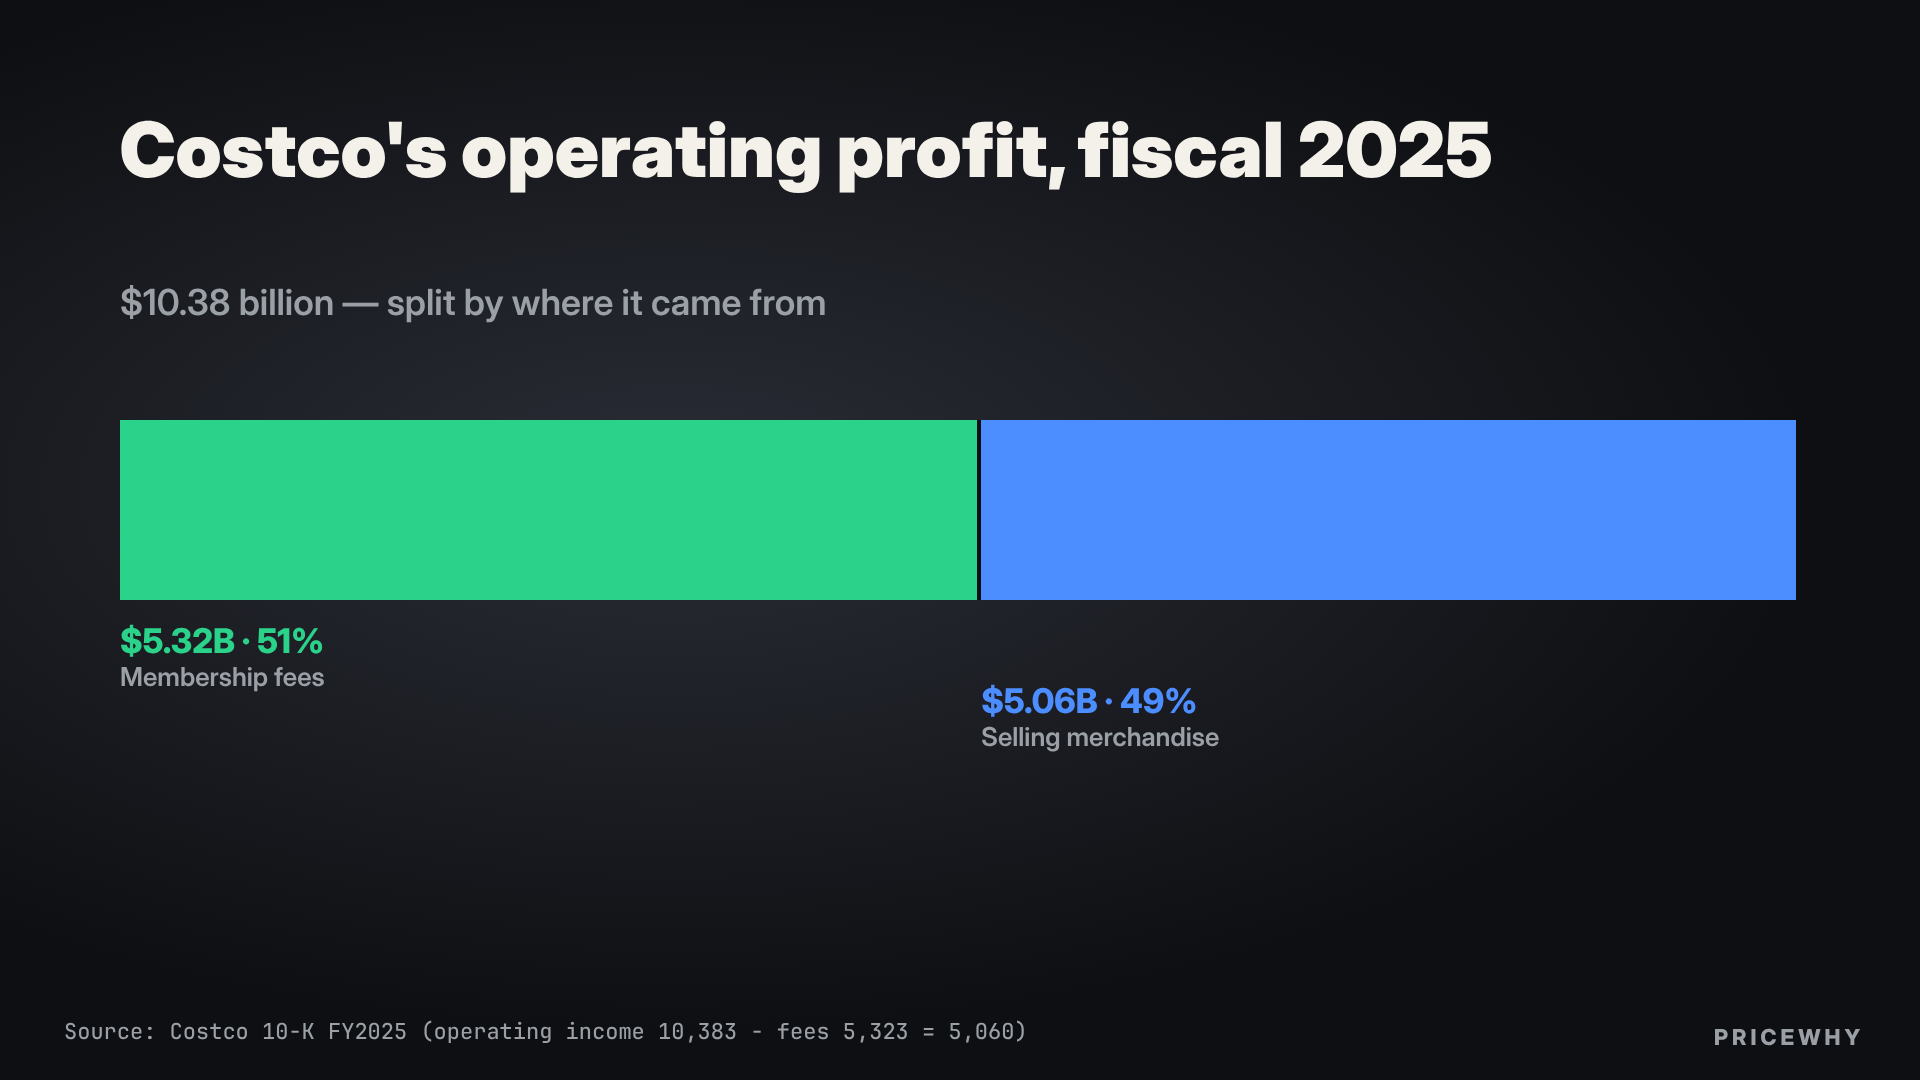 Costco's operating profit, fiscal 2025
$10.38 billion — split by where it came from
$5.32B · 51%
Membership fees
$5.06B · 49%
Selling merchandise
Source: Costco 10-K FY2025 (operating income 10,383 - fees 5,323 = 5,060)
PRICEWHY